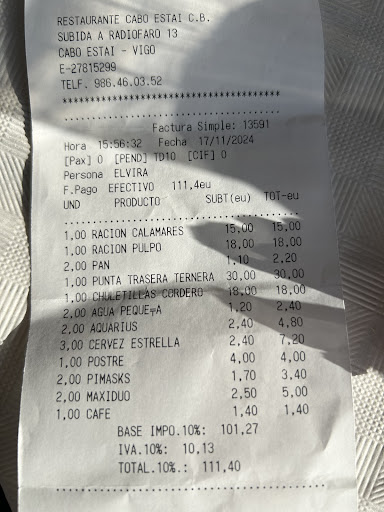 RESTAURANTE CABO ESTAI C.B.
SUBIDA A RADIOFARO 13
CABO ESTAI - VIGO
E-27815299
TELF. 986.46.03.52
****************************************
........................................
Factura Simple: 13591
Hora 15:56:32 Fecha 17/11/2024
[Pax] 0 [PEND] TD10 [CIF] 0
Persona ELVIRA
F.Pago EFECTIVO 111,4eu
UND PRODUCTO SUBT(eu) TOT-eu
........................................
1,00 RACION CALAMARES 15,00 15,00
1,00 RACION PULPO 18,00 18,00
2,00 PAN 1,10 2,20
1,00 PUNTA TRASERA TERNERA 30,00 30,00
1,00 CHULETILLAS CORDERO 18,00 18,00
2,00 AGUA PEQUE╤A 1,20 2,40
2,00 AQUARIUS 2,40 4,80
3,00 CERVEZ ESTRELLA 2,40 7,20
1,00 POSTRE 4,00 4,00
2,00 PIMASKS 1,70 3,40
2,00 MAXIDUO 2,50 5,00
1,00 CAFE 1,40 1,40
BASE IMPO.10%: 101,27
IVA.10%: 10,13
TOTAL.10%.: 111,40
........................................